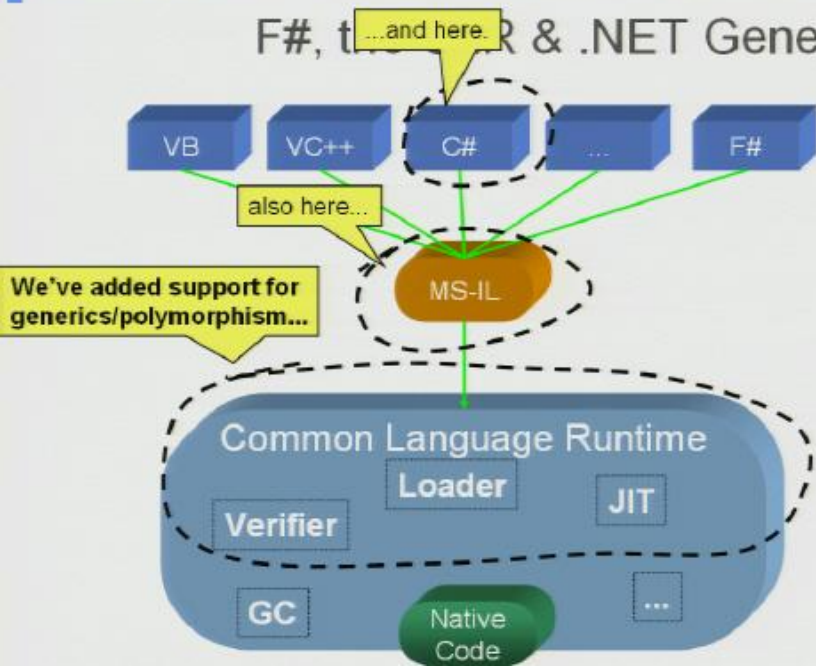 F#, t R & .NET Gene
...and here.
VB
VC++
C#
...
F#
also here...
MS-IL
We've added support for
generics/polymorphism...
Common Language Runtime
Loader
JIT
Verifier
GC
...
Native
Code